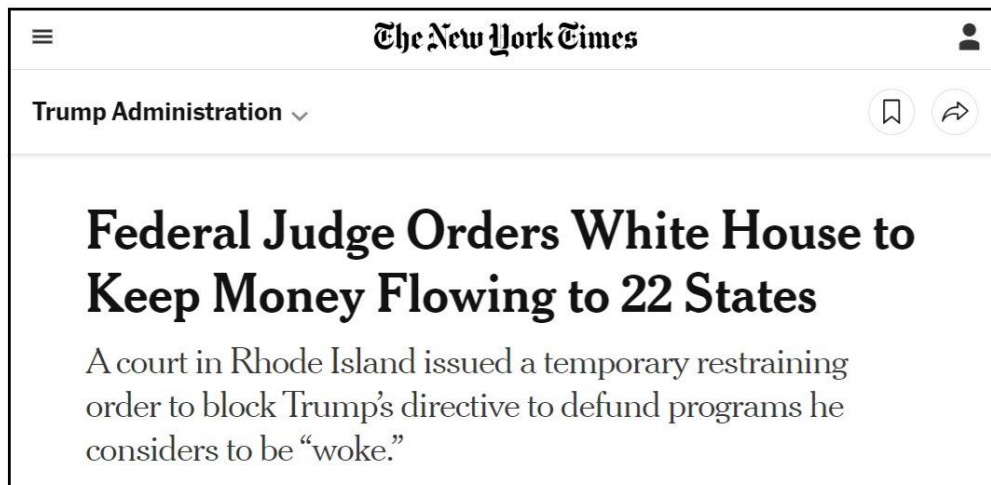 The New York Times
Trump Administration
Federal Judge Orders White House to
Keep Money Flowing to 22 States
A court in Rhode Island issued a temporary restraining
order to block Trump’s directive to defund programs he
considers to be “woke.”